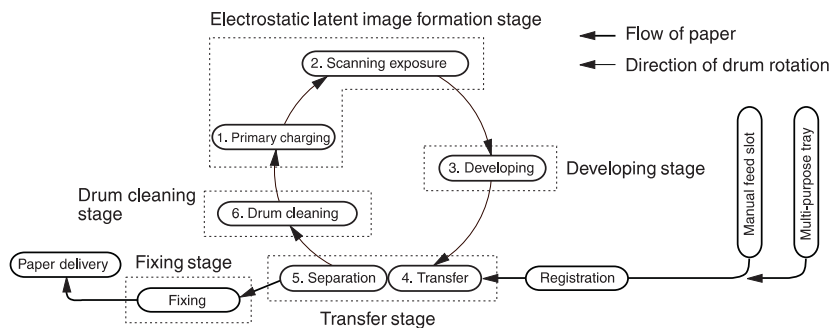 Electrostatic latent image formation stage
Flow of paper
2. Scanning exposure
Direction of drum rotation
1. Primary charging
3. Developing
Developing stage
Manual feed slot
Multi-purpose tray
Drum cleaning
stage
6. Drum cleaning
Paper delivery
Fixing stage
5. Separation
4. Transfer
Registration
Fixing
Transfer stage